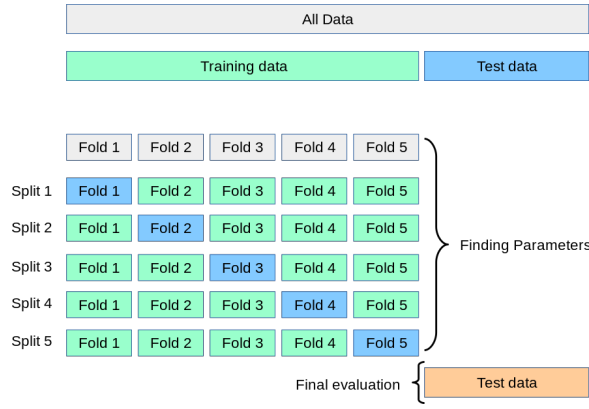 All Data
Training data Test data
Fold 1 Fold 2 Fold 3 Fold 4 Fold 5
Split 1 Fold 1 Fold 2 Fold 3 Fold 4 Fold 5
Split 2 Fold 1 Fold 2 Fold 3 Fold 4 Fold 5
Finding Parameters
Split 3 Fold 1 Fold 2 Fold 3 Fold 4 Fold 5
Split 4 Fold 1 Fold 2 Fold 3 Fold 4 Fold 5
Split 5 Fold 1 Fold 2 Fold 3 Fold 4 Fold 5
Final evaluation Test data